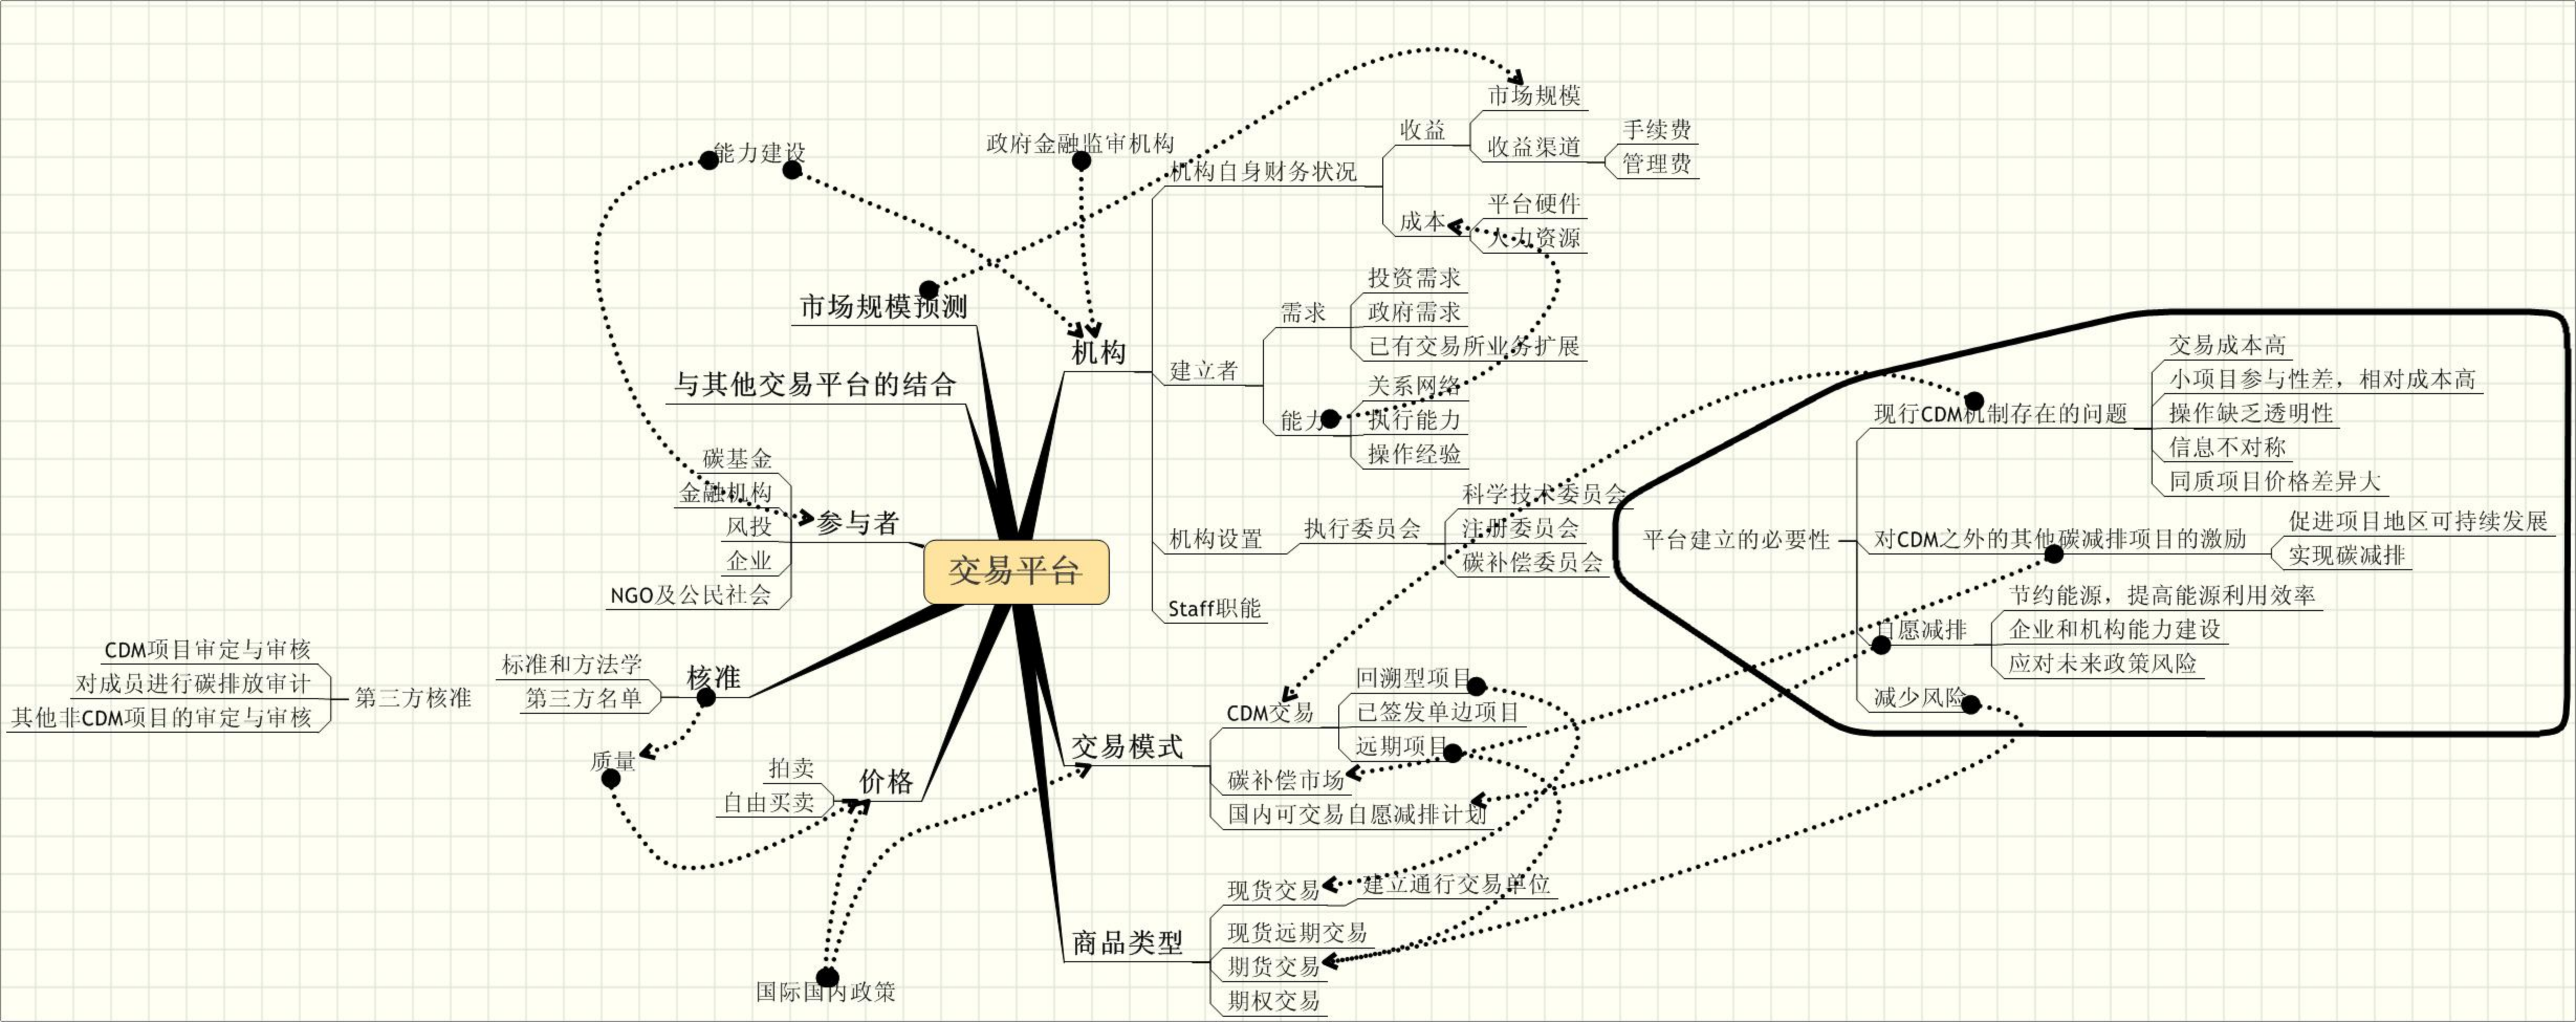 交易平台
机构
机构自身财务状况
收益
市场规模
收益渠道
手续费
管理费
成本
平台硬件
人力资源
建立者
需求
投资需求
政府需求
已有交易所业务扩展
能力
关系网络
执行能力
操作经验
机构设置
执行委员会
科学技术委员会
注册委员会
碳补偿委员会
Staff职能
交易模式
CDM交易
回溯型项目
已签发单边项目
远期项目
碳补偿市场
国内可交易自愿减排计划
商品类型
现货交易
建立通行交易单位
现货远期交易
期货交易
期权交易
市场规模预测
与其他交易平台的结合
参与者
碳基金
金融机构
风投
企业
NGO及公民社会
核准
标准和方法学
第三方名单
价格
拍卖
自由买卖
能力建设
政府金融监审机构
第三方核准
CDM项目审定与审核
对成员进行碳排放审计
其他非CDM项目的审定与审核
质量
国际国内政策
平台建立的必要性
现行CDM机制存在的问题
交易成本高
小项目参与性差，相对成本高
操作缺乏透明性
信息不对称
同质项目价格差异大
对CDM之外的其他碳减排项目的激励
促进项目地区可持续发展
实现碳减排
自愿减排
节约能源，提高能源利用效率
企业和机构能力建设
应对未来政策风险
减少风险